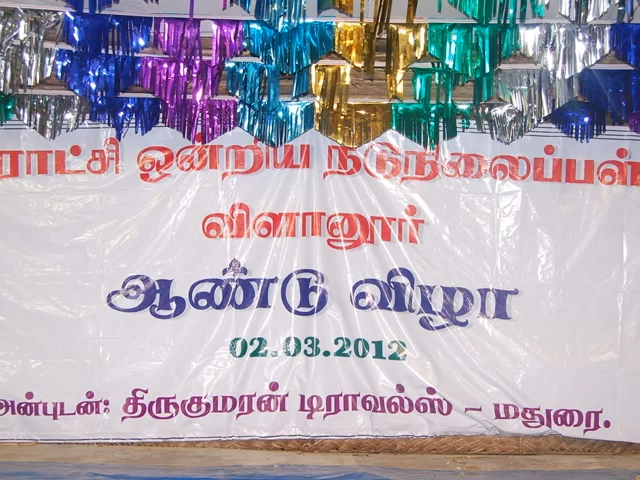 ராட்சி ஒன்றிய நடுநிலைப்பள்
விளானூர்
ஆண்டு விழா
02.03.2012
அன்புடன்: திருகுமரன் டிராவல்ஸ் - மதுரை.